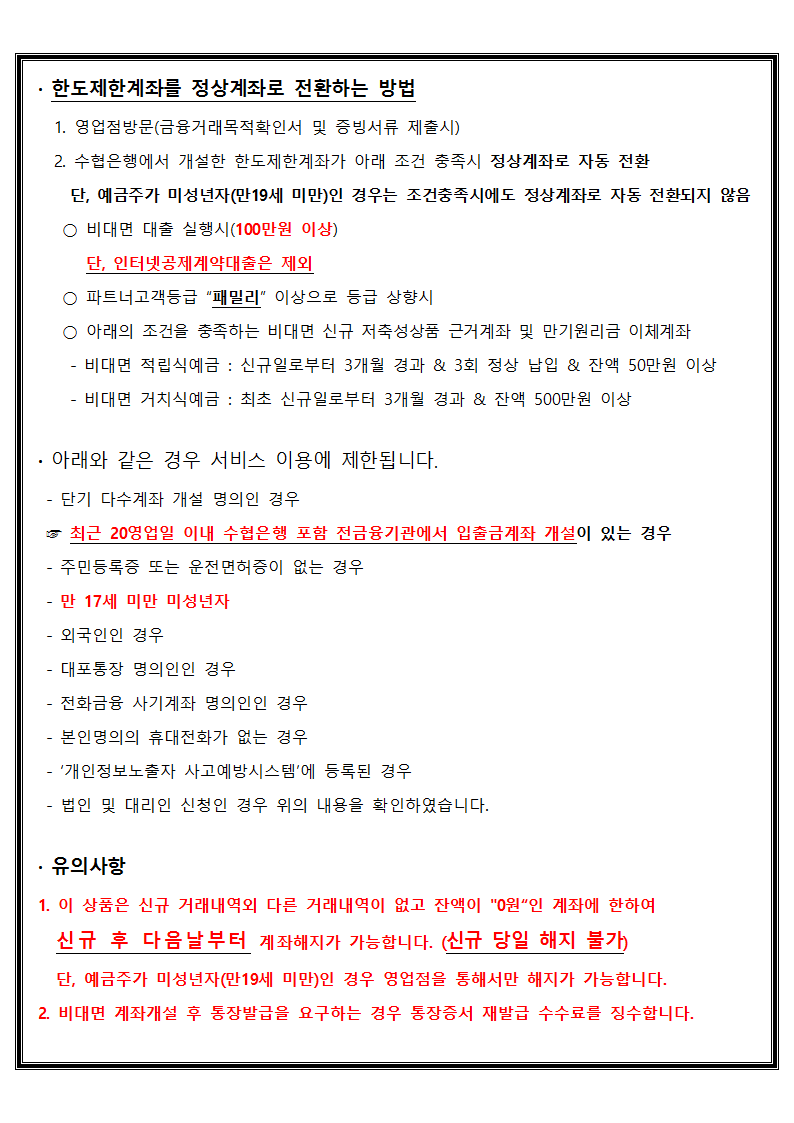 · 한도제한계좌를 정상계좌로 전환하는 방법
1. 영업점방문(금융거래목적확인서 및 증빙서류 제출시)
2. 수협은행에서 개설한 한도제한계좌가 아래 조건 충족시 정상계좌로 자동 전환
단, 예금주가 미성년자(만19세 미만)인 경우는 조건충족시에도 정상계좌로 자동 전환되지 않음
○ 비대면 대출 실행시(100만원 이상)
단, 인터넷공제계약대출은 제외
○ 파트너고객등급 “패밀리” 이상으로 등급 상향시
○ 아래의 조건을 충족하는 비대면 신규 저축성상품 근거계좌 및 만기원리금 이체계좌
- 비대면 적립식예금 : 신규일로부터 3개월 경과 & 3회 정상 납입 & 잔액 50만원 이상
- 비대면 거치식예금 : 최초 신규일로부터 3개월 경과 & 잔액 500만원 이상
· 아래와 같은 경우 서비스 이용에 제한됩니다.
- 단기 다수계좌 개설 명의인 경우
☞ 최근 20영업일 이내 수협은행 포함 전금융기관에서 입출금계좌 개설이 있는 경우
- 주민등록증 또는 운전면허증이 없는 경우
- 만 17세 미만 미성년자
- 외국인인 경우
- 대포통장 명의인인 경우
- 전화금융 사기계좌 명의인인 경우
- 본인명의의 휴대전화가 없는 경우
- ‘개인정보노출자 사고예방시스템’에 등록된 경우
- 법인 및 대리인 신청인 경우 위의 내용을 확인하였습니다.
· 유의사항
1. 이 상품은 신규 거래내역외 다른 거래내역이 없고 잔액이 "0원“인 계좌에 한하여
신규 후 다음날부터 계좌해지가 가능합니다. (신규 당일 해지 불가)
단, 예금주가 미성년자(만19세 미만)인 경우 영업점을 통해서만 해지가 가능합니다.
2. 비대면 계좌개설 후 통장발급을 요구하는 경우 통장증서 재발급 수수료를 징수합니다.